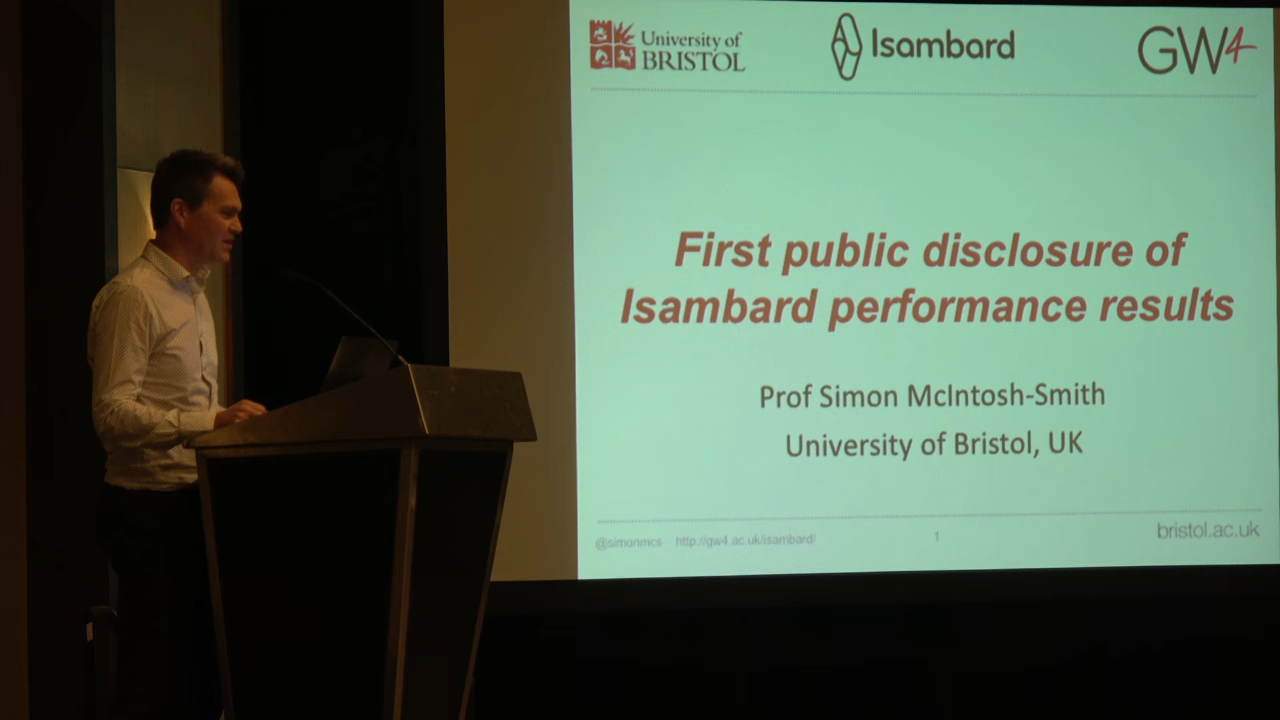 University of
BRISTOL
Isambard
GW4
First public disclosure of
Isambard performance results
Prof Simon McIntosh-Smith
University of Bristol, UK
@simonmcs http://gw4.ac.uk/isambard/
1
bristol.ac.uk